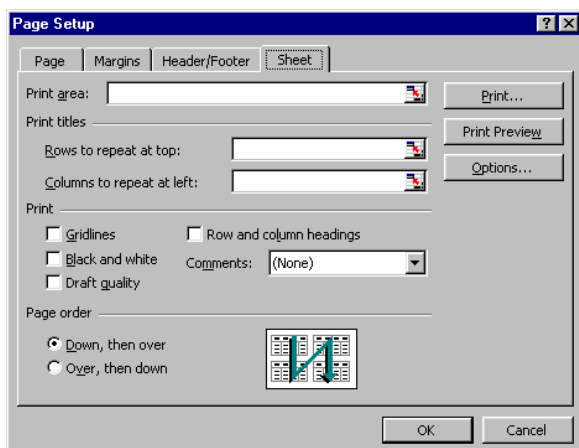 Page Setup
Page Margins Header/Footer Sheet
Print area:
Print...
Print titles
Print Preview
Rows to repeat at top:
Columns to repeat at left:
Options...
Print
Gridlines Row and column headings
Black and white Comments: (None)
Draft quality
Page order
Down, then over
Over, then down
OK Cancel